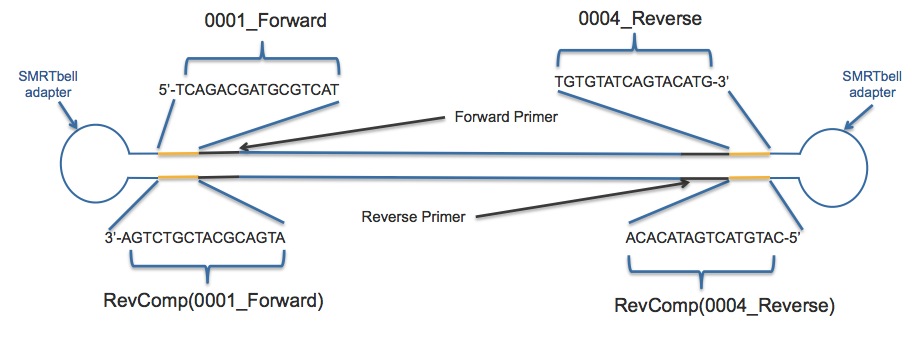 0001_Forward
0004_Reverse
SMRTbell
adapter
5’-TCAGACGATGCGTCAT
TGTGTATCAGTACATG-3’
SMRTbell
adapter
Forward Primer
Reverse Primer
3’-AGTCTGCTACGCAGTA
ACACATAGTCATGTAC-5’
RevComp(0001_Forward)
RevComp(0004_Reverse)